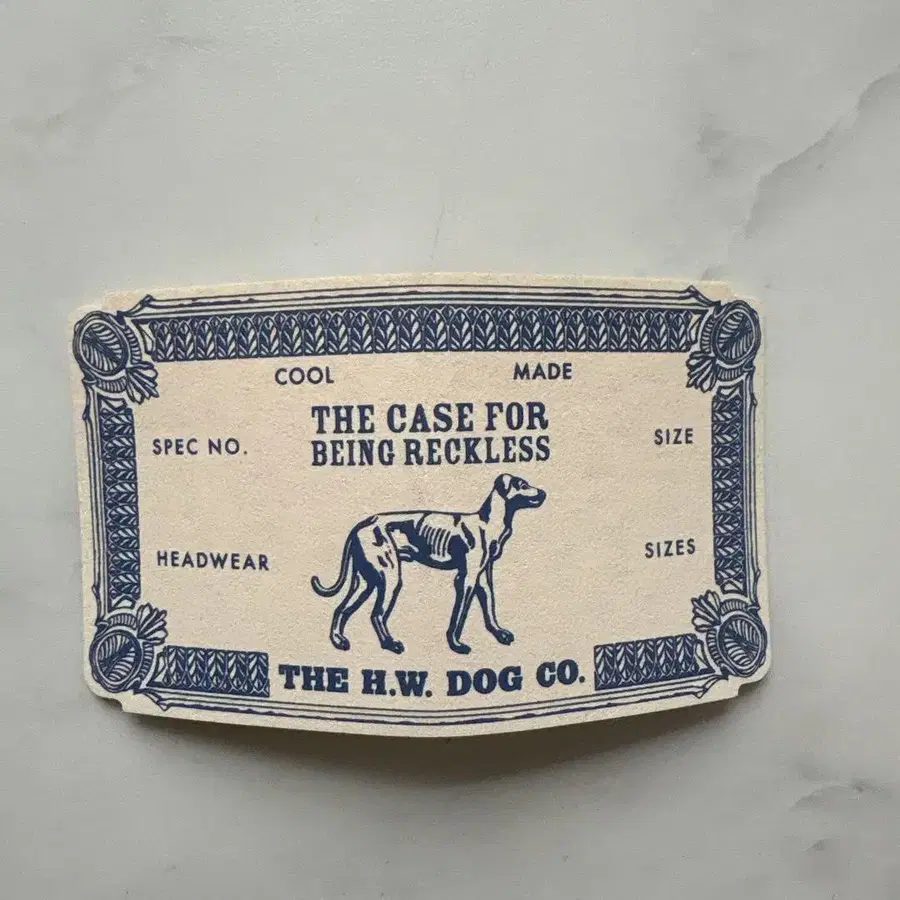 COOL MADE
THE CASE FOR
BEING RECKLESS
SPEC NO. SIZE
HEADWEAR SIZES
THE H.W. DOG CO.